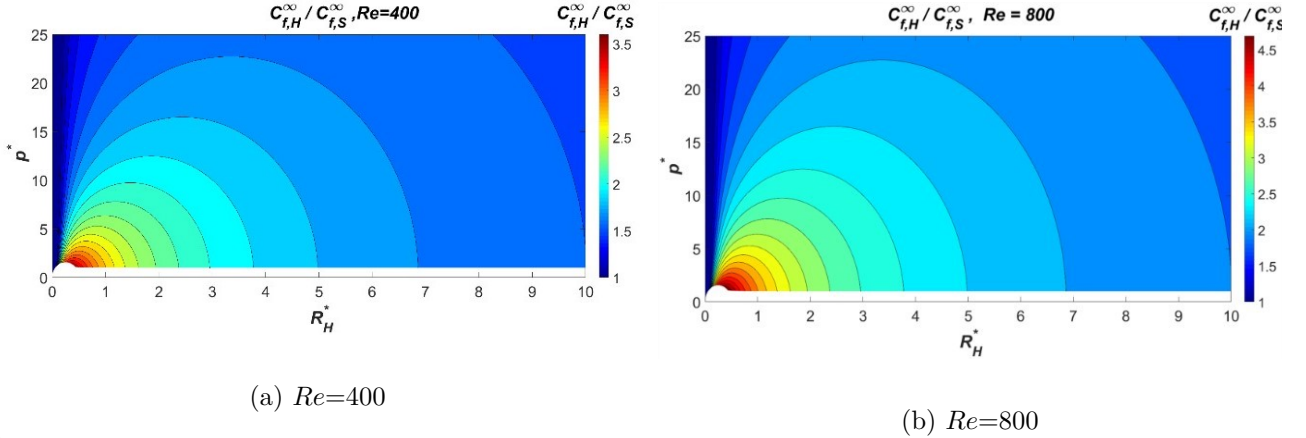 C∞f,H / C∞f,S ,Re=400
C∞f,H / C∞f,S
25
20
15
10
5
0
p*
0 1 2 3 4 5 6 7 8 9 10
R*H
3.5
3
2.5
2
1.5
1
(a) Re=400
C∞f,H / C∞f,S , Re = 800
C∞f,H / C∞f,S
25
20
15
10
5
0
p*
0 1 2 3 4 5 6 7 8 9 10
R*H
4.5
4
3.5
3
2.5
2
1.5
1
(b) Re=800